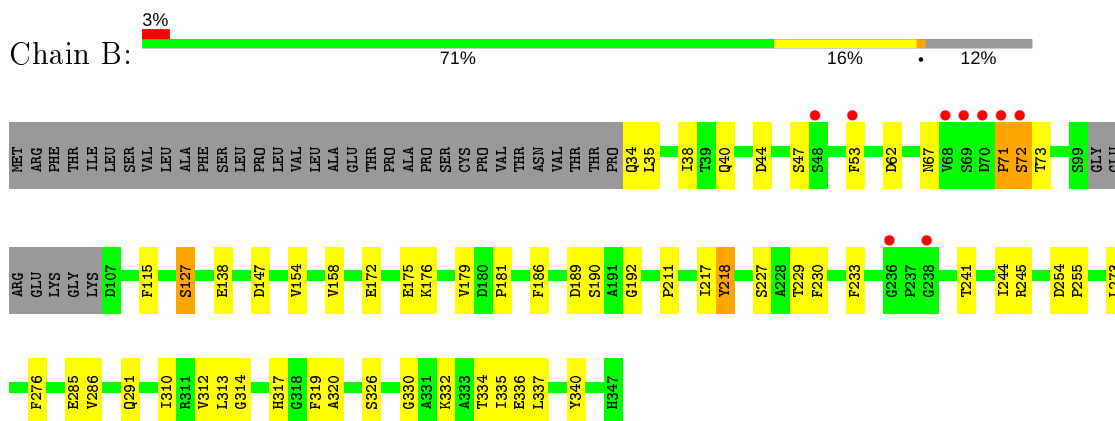 3%
Chain B:
71% 16% • 12%
MET ARG PHE THR ILE LEU SER VAL LEU ALA PHE SER LEU PRO LEU VAL LEU ALA GLU THR PRO PRO ALA PRO SER CYS PRO VAL THR ASN VAL THR THR PRO Q34 L35 I38 T39 Q40 D44 S47 S48 F53 D62 N67 V68 S69 D70 P71 S72 T73 S99 GLY GLU
ARG GLU LYS GLY LYS D107 F115 S127 E138 D147 V154 V158 E172 E175 K176 V179 D180 P181 F186 D189 S190 A191 G192 P211 I217 Y218 S227 A228 T229 F230 F233 G236 P237 G238 T241 I244 R245 D254 P255 L273
F276 E285 V286 Q291 I310 R311 V312 L313 G314 H317 G318 F319 A320 S326 G330 A331 K332 A333 T334 I335 E336 L337 Y340 H347